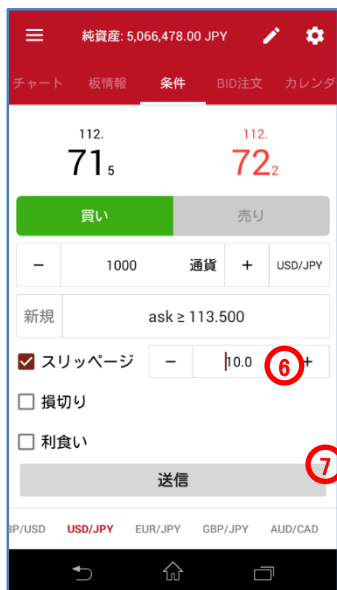 純資産: 5,066,478.00 JPY
チャート 板情報 条件 BID注文 カレンダ
112. 112.
71 5 72 2
買い 売り
− 1000 通貨 + USD/JPY
新規 ask ≥ 113.500
スリッページ − 10.0 6 +
損切り
利食い
7
送信
BP/USD USD/JPY EUR/JPY GBP/JPY AUD/CAD